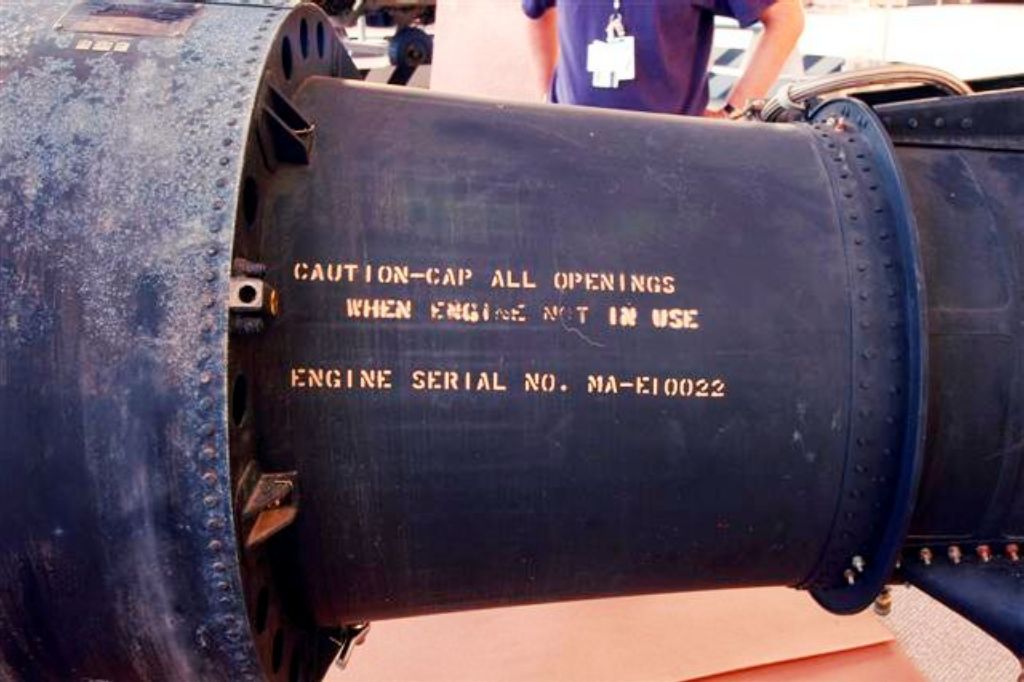 CAUTION-CAP ALL OPENINGS
WHEN ENGINE NOT IN USE
ENGINE SERIAL NO. MA-E10022